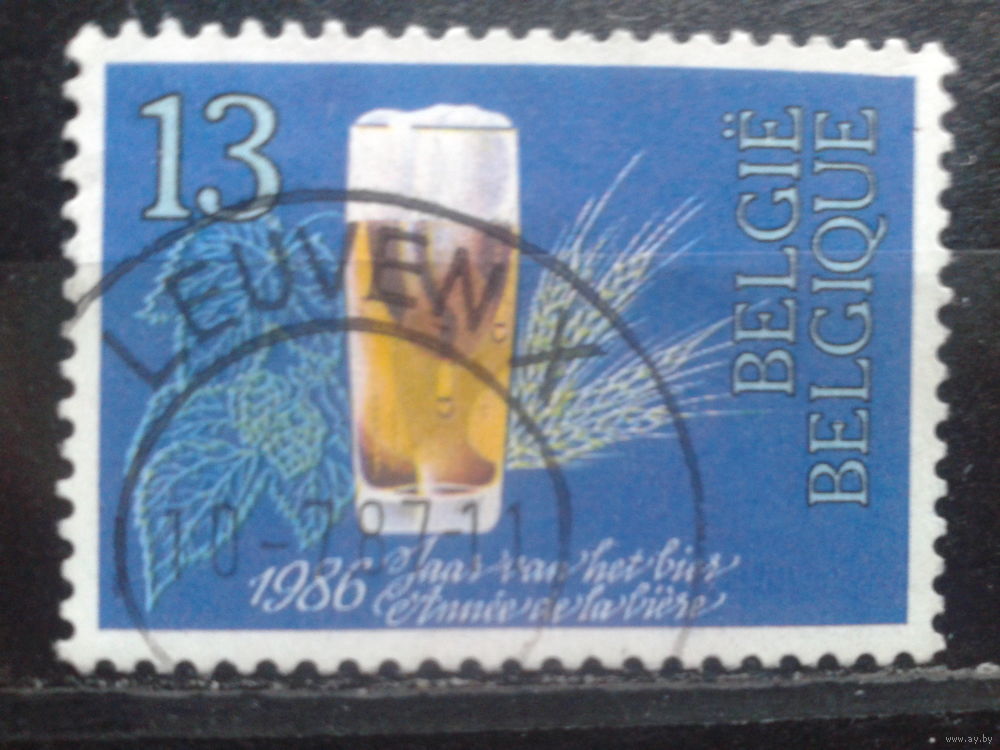 13
BELGIË
BELGIQUE
LEUVEN X
10-7 87-11
1986 Jaar van het bier
Année de la bière
www.ay.by